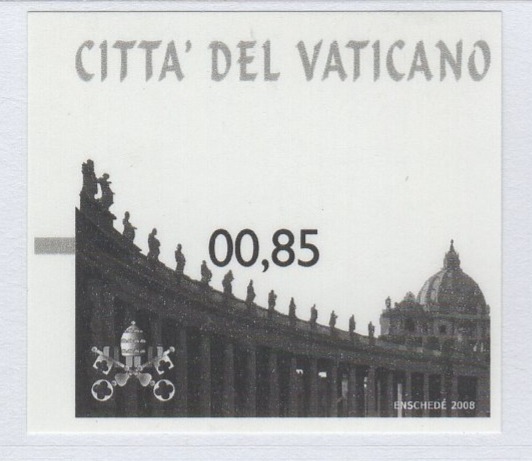 CITTA' DEL VATICANO
00,85
ENSCHEDÉ 2008